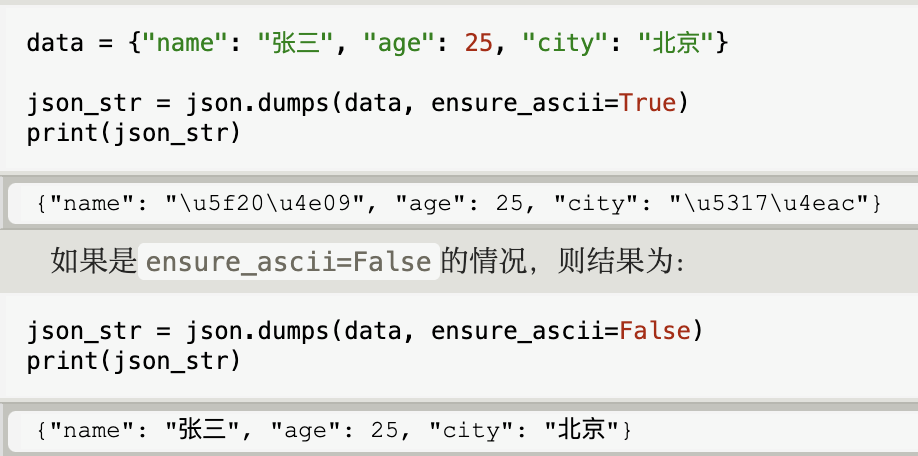 data = {"name": "张三", "age": 25, "city": "北京"}
json_str = json.dumps(data, ensure_ascii=True)
print(json_str)
{"name": "\u5f20\u4e09", "age": 25, "city": "\u5317\u4eac"}
如果是ensure_ascii=False的情况，则结果为：
json_str = json.dumps(data, ensure_ascii=False)
print(json_str)
{"name": "张三", "age": 25, "city": "北京"}